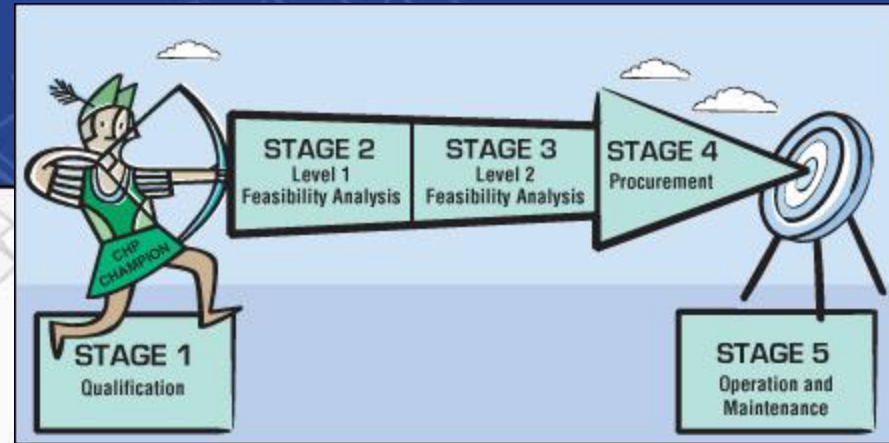 CHP
CHAMPION
STAGE 1
Qualification
STAGE 2
Level 1
Feasibility Analysis
STAGE 3
Level 2
Feasibility Analysis
STAGE 4
Procurement
STAGE 5
Operation and
Maintenance